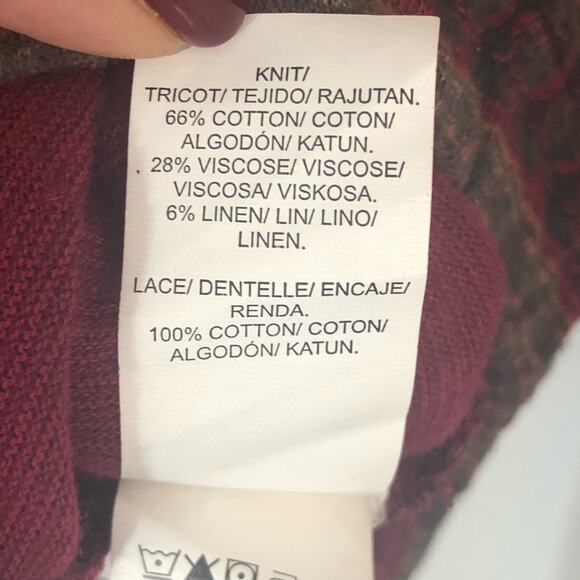 KNIT/
TRICOT/ TEJIDO/ RAJUTAN.
66% COTTON/ COTON/
ALGODÓN/ KATUN.
28% VISCOSE/ VISCOSE/
VISCOSA/ VISKOSA.
6% LINEN/ LIN/ LINO/
LINEN.
LACE/ DENTELLE/ ENCAJE/
RENDA.
100% COTTON/ COTON/
ALGODÓN/ KATUN.